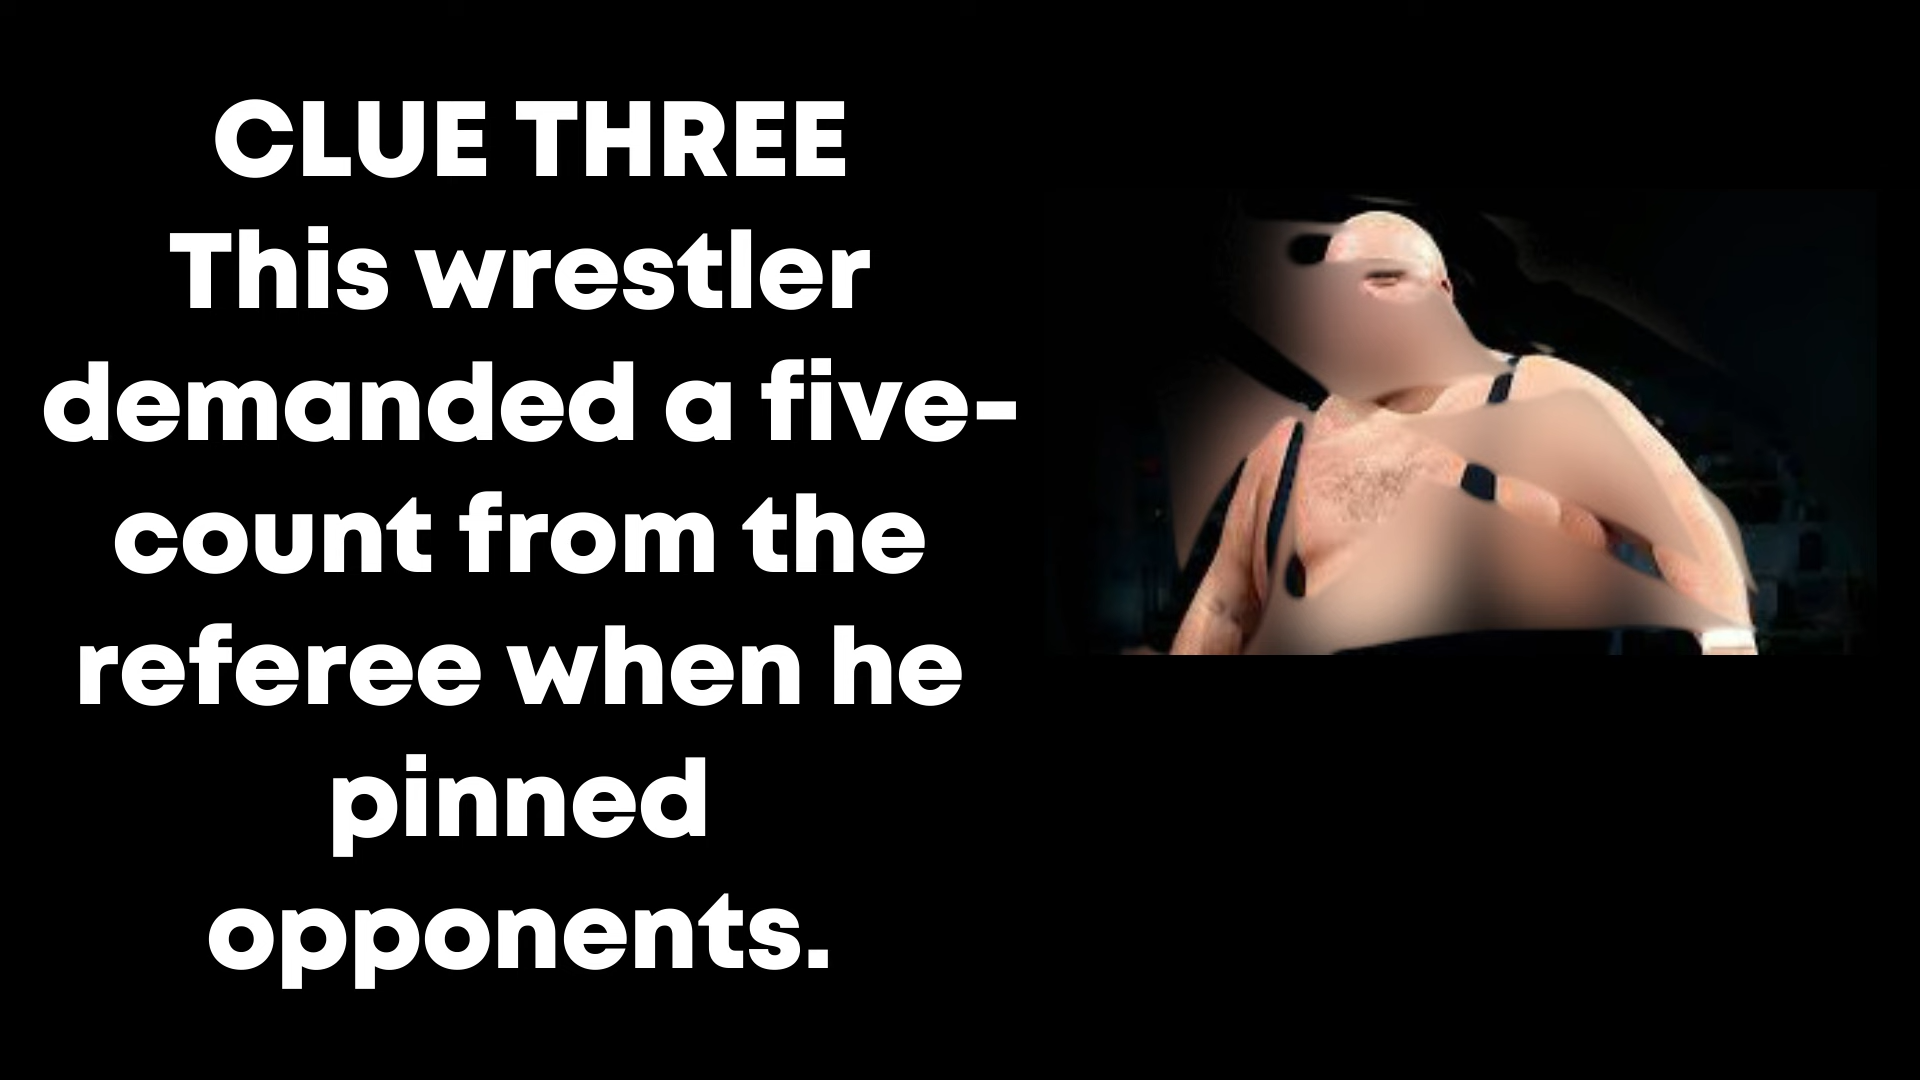 CLUE THREE
This wrestler
demanded a five-
count from the
referee when he
pinned
opponents.